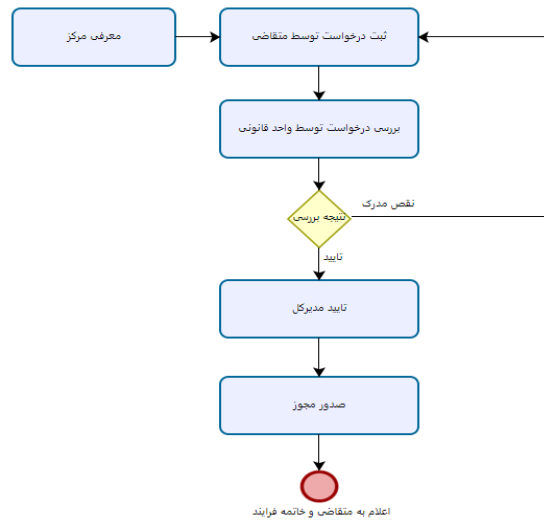 معرفی مرکز
ثبت درخواست توسط متقاضی
بررسی درخواست توسط واحد قانونی
نتیجه بررسی
نقص مدرک
تایید
تایید مدیرکل
صدور مجوز
اعلام به متقاضی و خاتمه فرایند